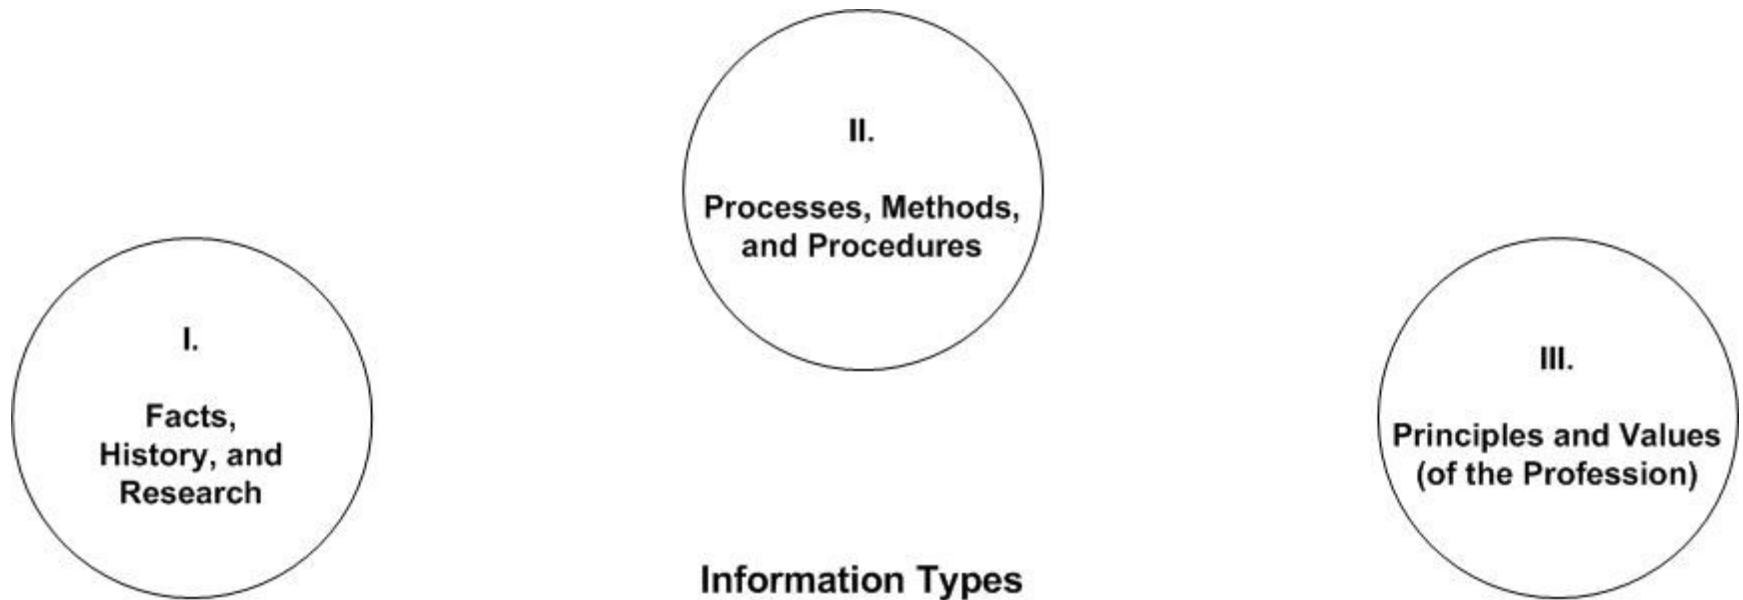 I.
Facts,
History, and
Research
II.
Processes, Methods,
and Procedures
III.
Principles and Values
(of the Profession)
Information Types